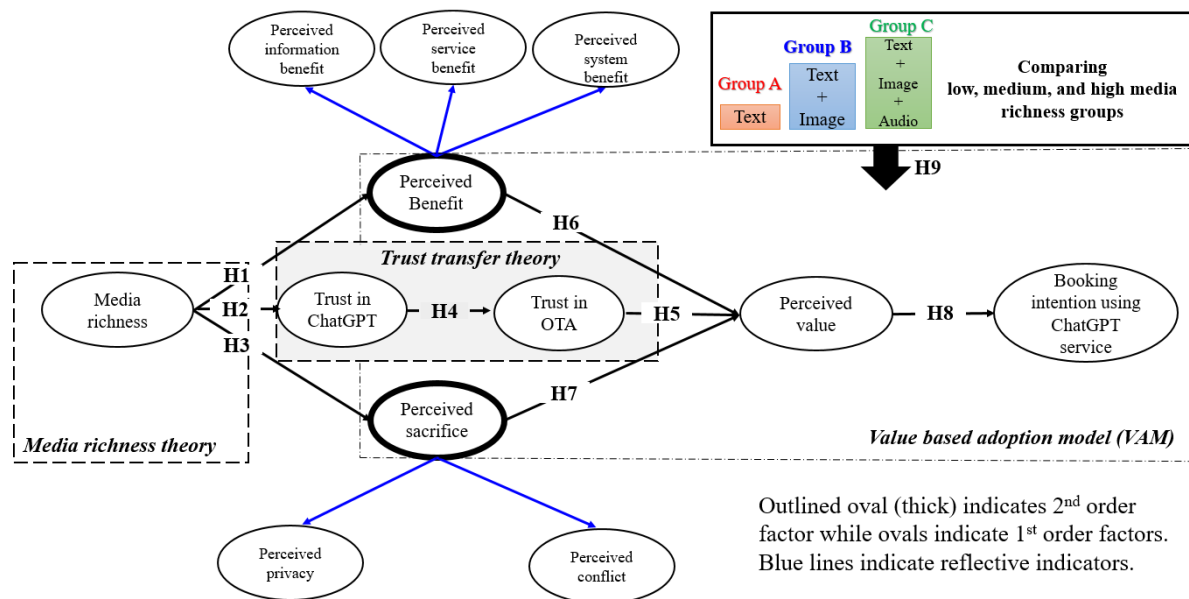 Perceived
information
benefit
Perceived
service
benefit
Perceived
system
benefit
Group A
Text
Group B
Text
+
Image
Group C
Text
+
Image
+
Audio
Comparing
low, medium, and high media
richness groups
H9
Perceived
Benefit
H6
Trust transfer theory
H1
H2
H3
Media
richness
Trust in
ChatGPT
H4
Trust in
OTA
H5
Perceived
value
H8
Booking
intention using
ChatGPT
service
H7
Perceived
sacrifice
Media richness theory
Value based adoption model (VAM)
Perceived
privacy
Perceived
conflict
Outlined oval (thick) indicates 2nd order
factor while ovals indicate 1st order factors.
Blue lines indicate reflective indicators.